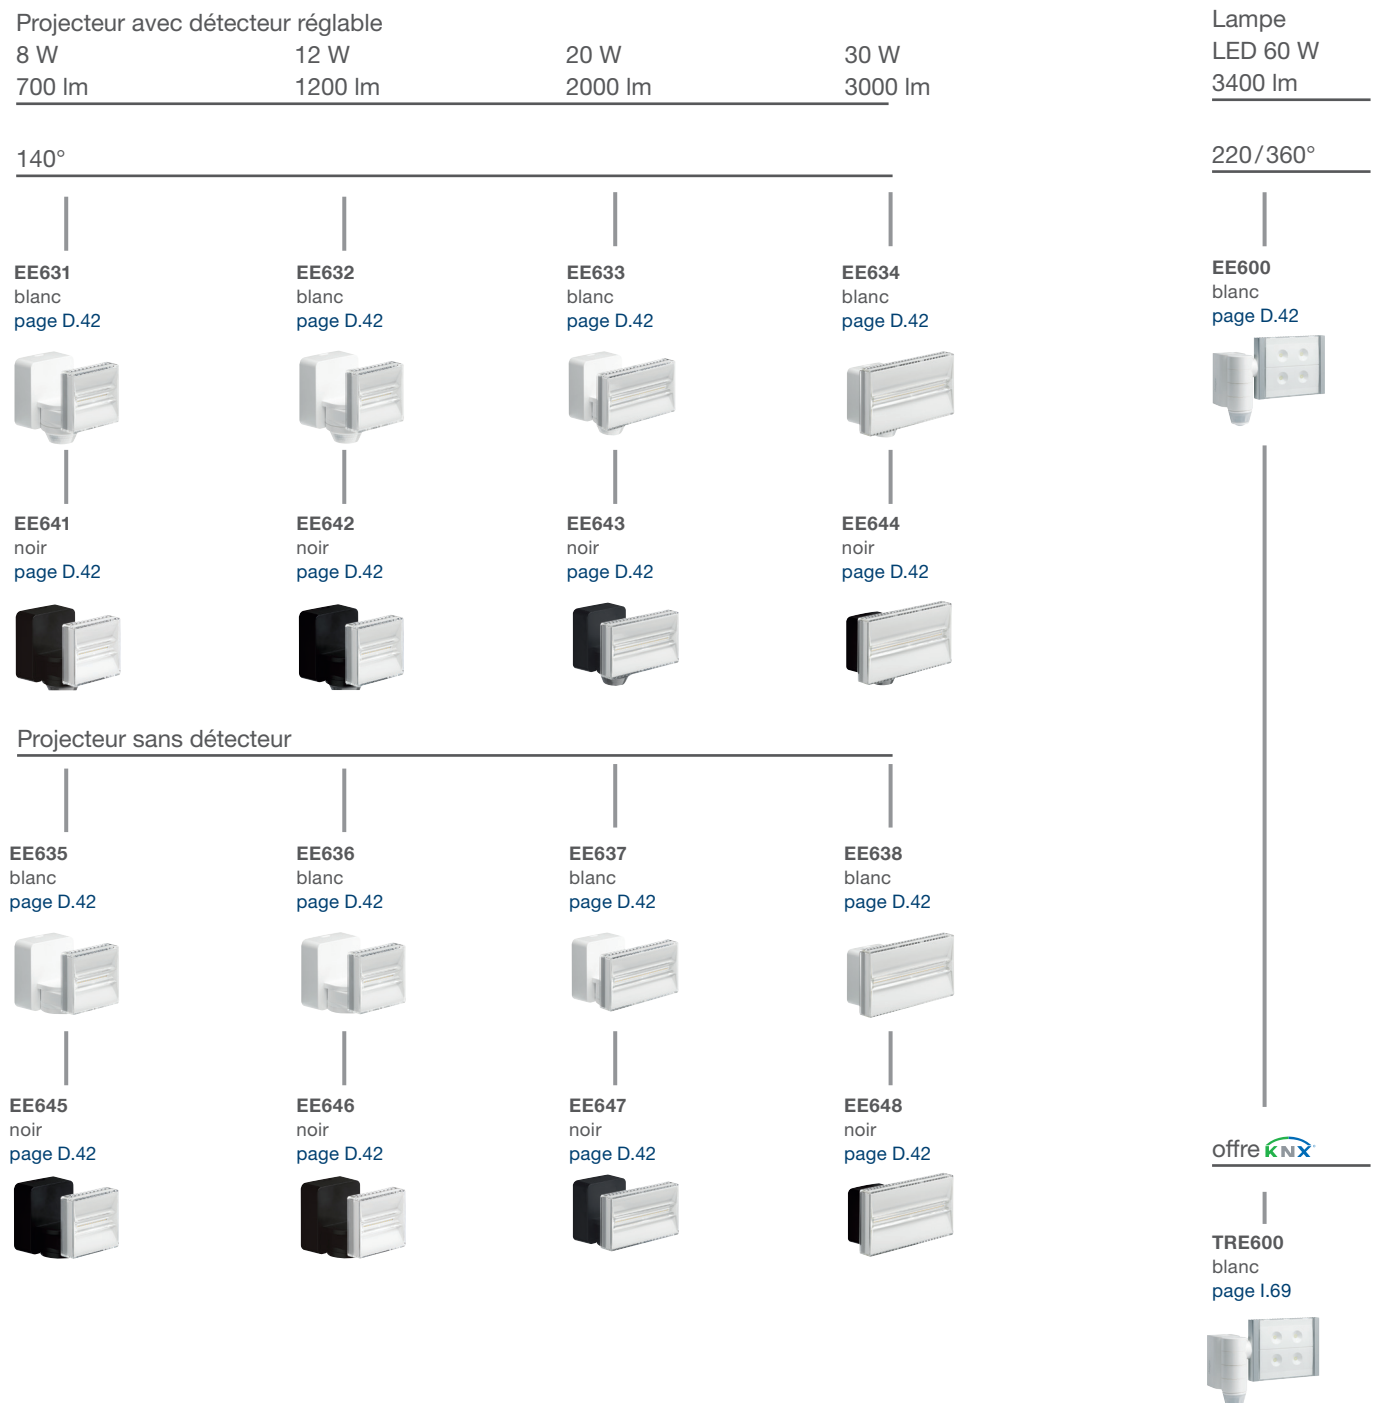 Projecteur avec détecteur réglable
8 W 12 W 20 W 30 W
700 lm 1200 lm 2000 lm 3000 lm
140°
EE631 EE632 EE633 EE634
blanc blanc blanc blanc
page D.42 page D.42 page D.42 page D.42
EE641 EE642 EE643 EE644
noir noir noir noir
page D.42 page D.42 page D.42 page D.42
Projecteur sans détecteur
EE635 EE636 EE637 EE638
blanc blanc blanc blanc
page D.42 page D.42 page D.42 page D.42
EE645 EE646 EE647 EE648
noir noir noir noir
page D.42 page D.42 page D.42 page D.42
Lampe
LED 60 W
3400 lm
220/360°
EE600
blanc
page D.42
offre KNX
TRE600
blanc
page I.69